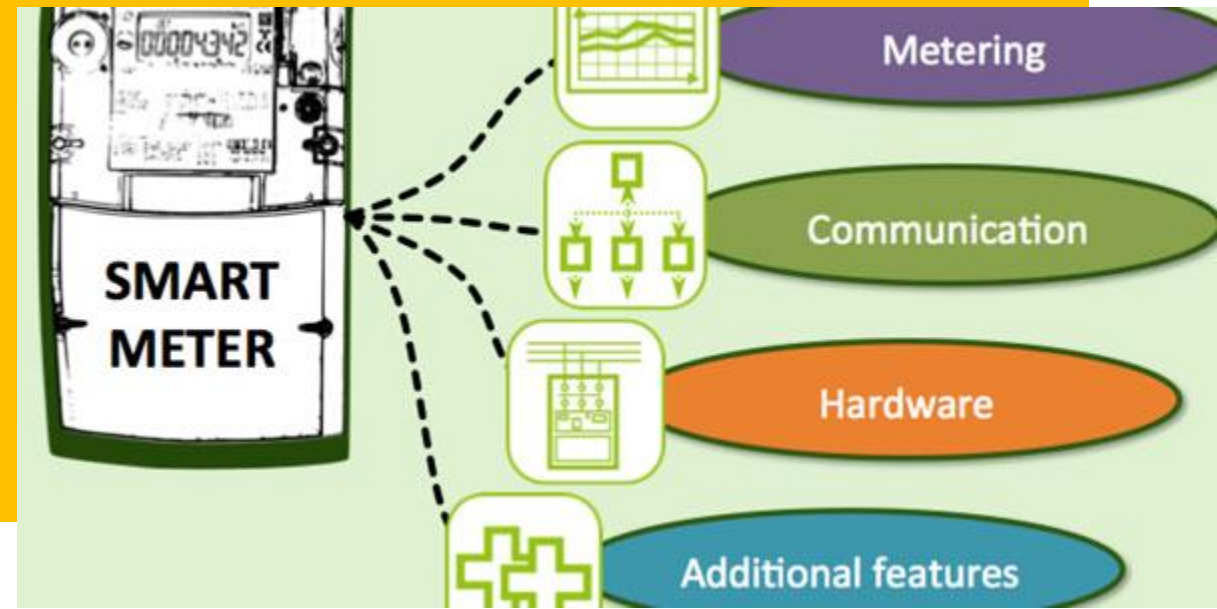 00004342
SMART
METER
Metering
Communication
Hardware
Additional features